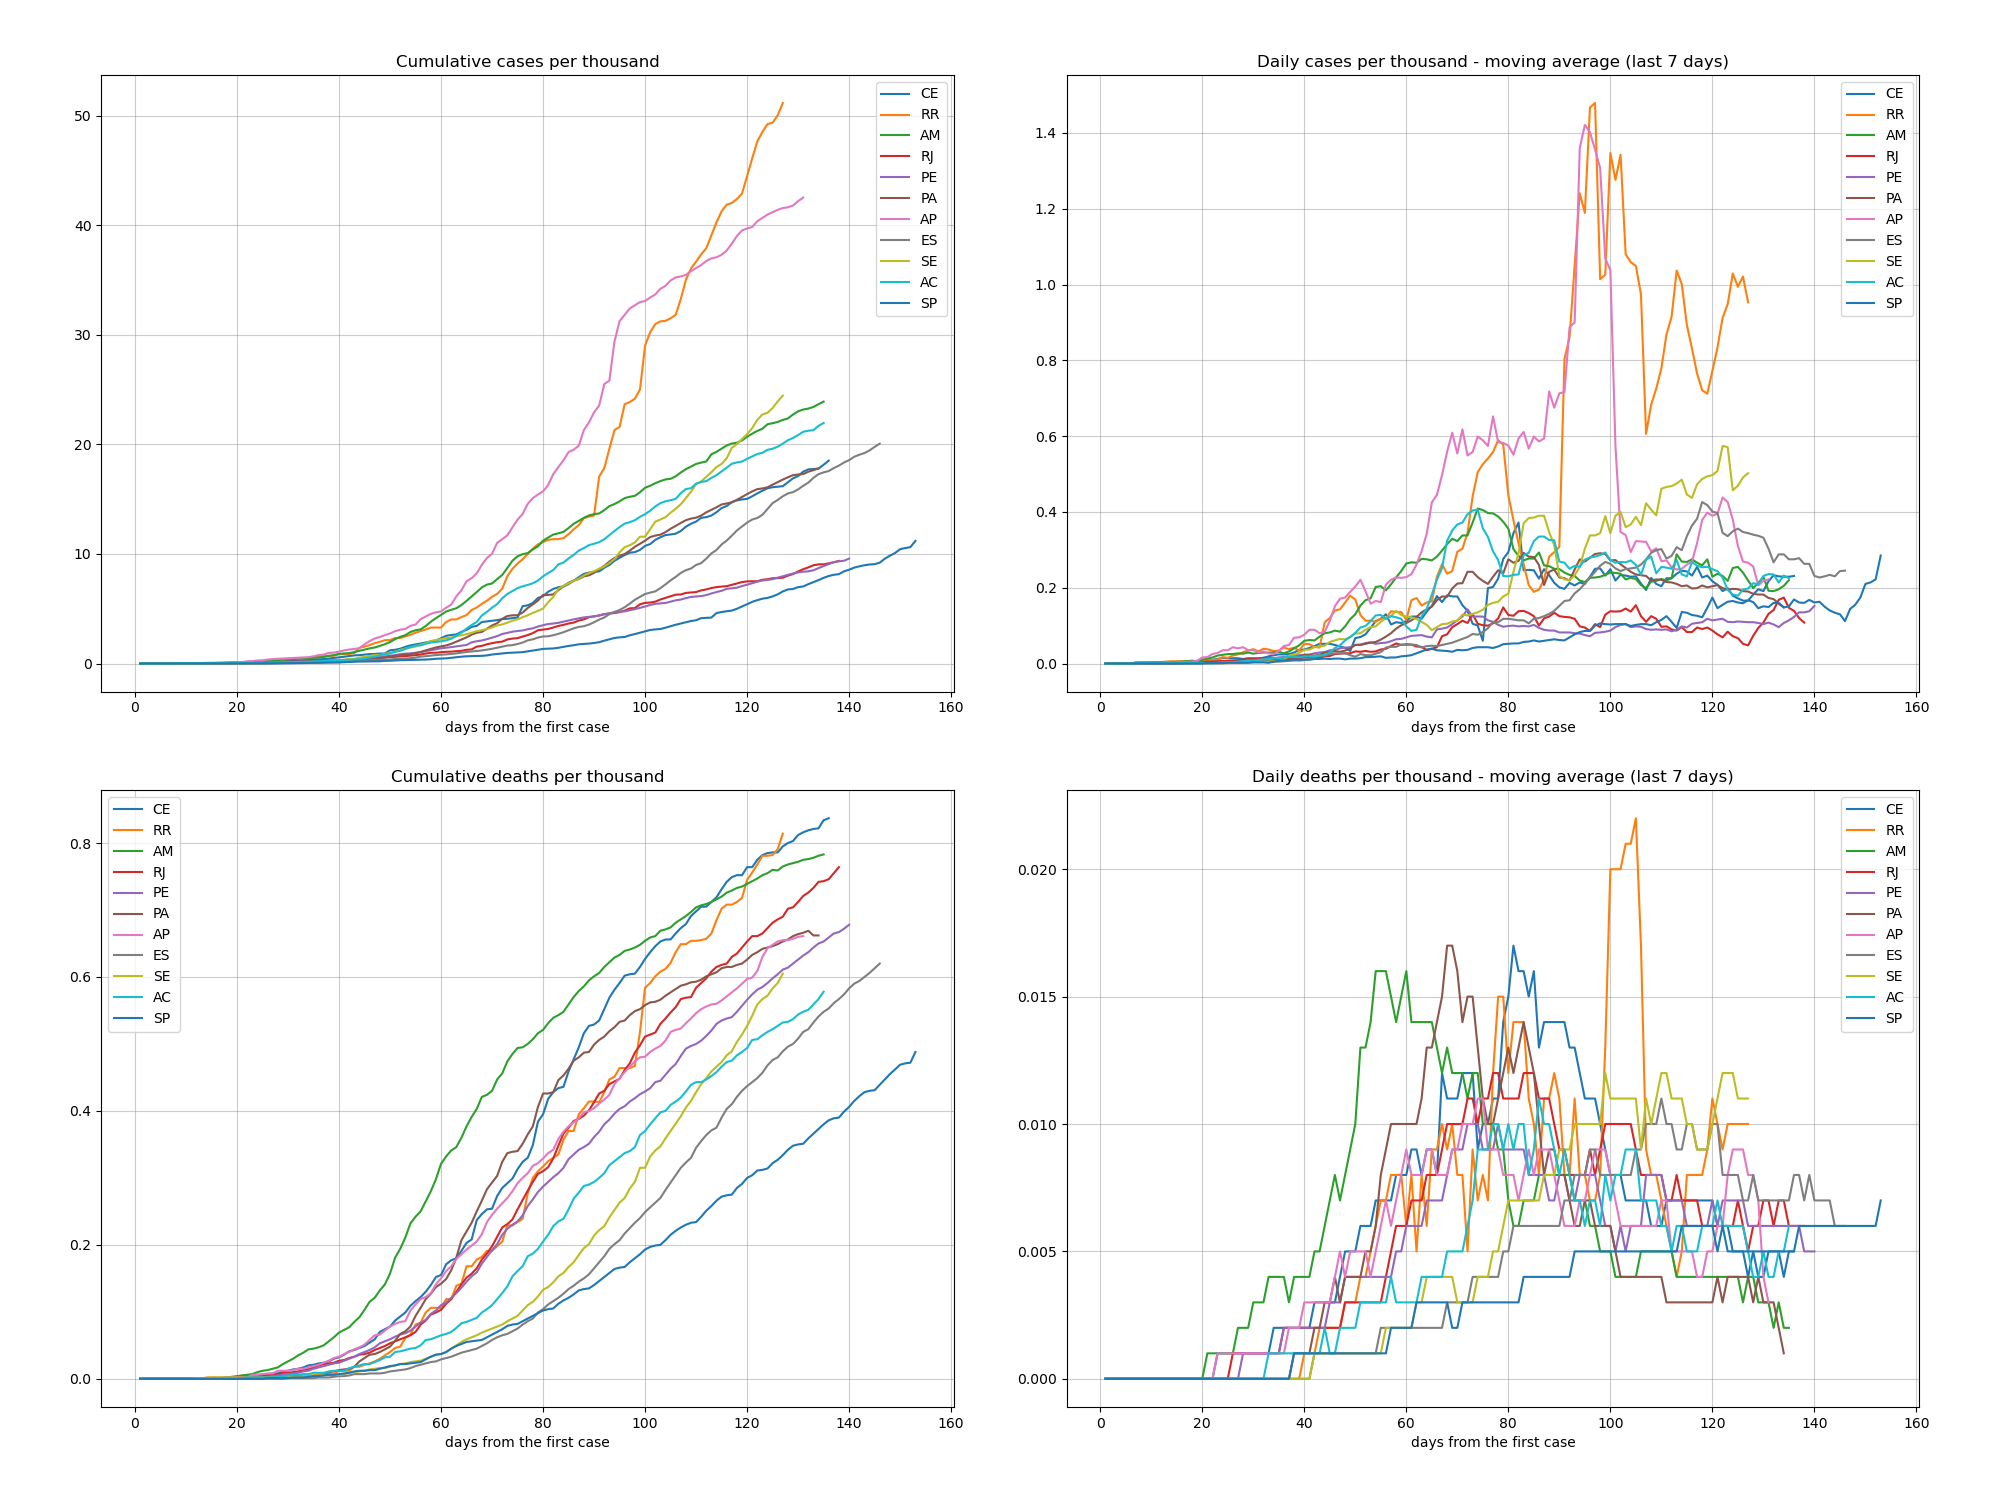 Cumulative cases per thousand
50
40
30
20
10
0
CE
RR
AM
RJ
PE
PA
AP
ES
SE
AC
SP
0 20 40 60 80 100 120 140 160
days from the first case
Daily cases per thousand - moving average (last 7 days)
1.4
1.2
1.0
0.8
0.6
0.4
0.2
0.0
CE
RR
AM
RJ
PE
PA
AP
ES
SE
AC
SP
0 20 40 60 80 100 120 140 160
days from the first case
Cumulative deaths per thousand
0.8
0.6
0.4
0.2
0.0
CE
RR
AM
RJ
PE
PA
AP
ES
SE
AC
SP
0 20 40 60 80 100 120 140 160
days from the first case
Daily deaths per thousand - moving average (last 7 days)
0.020
0.015
0.010
0.005
0.000
CE
RR
AM
RJ
PE
PA
AP
ES
SE
AC
SP
0 20 40 60 80 100 120 140 160
days from the first case